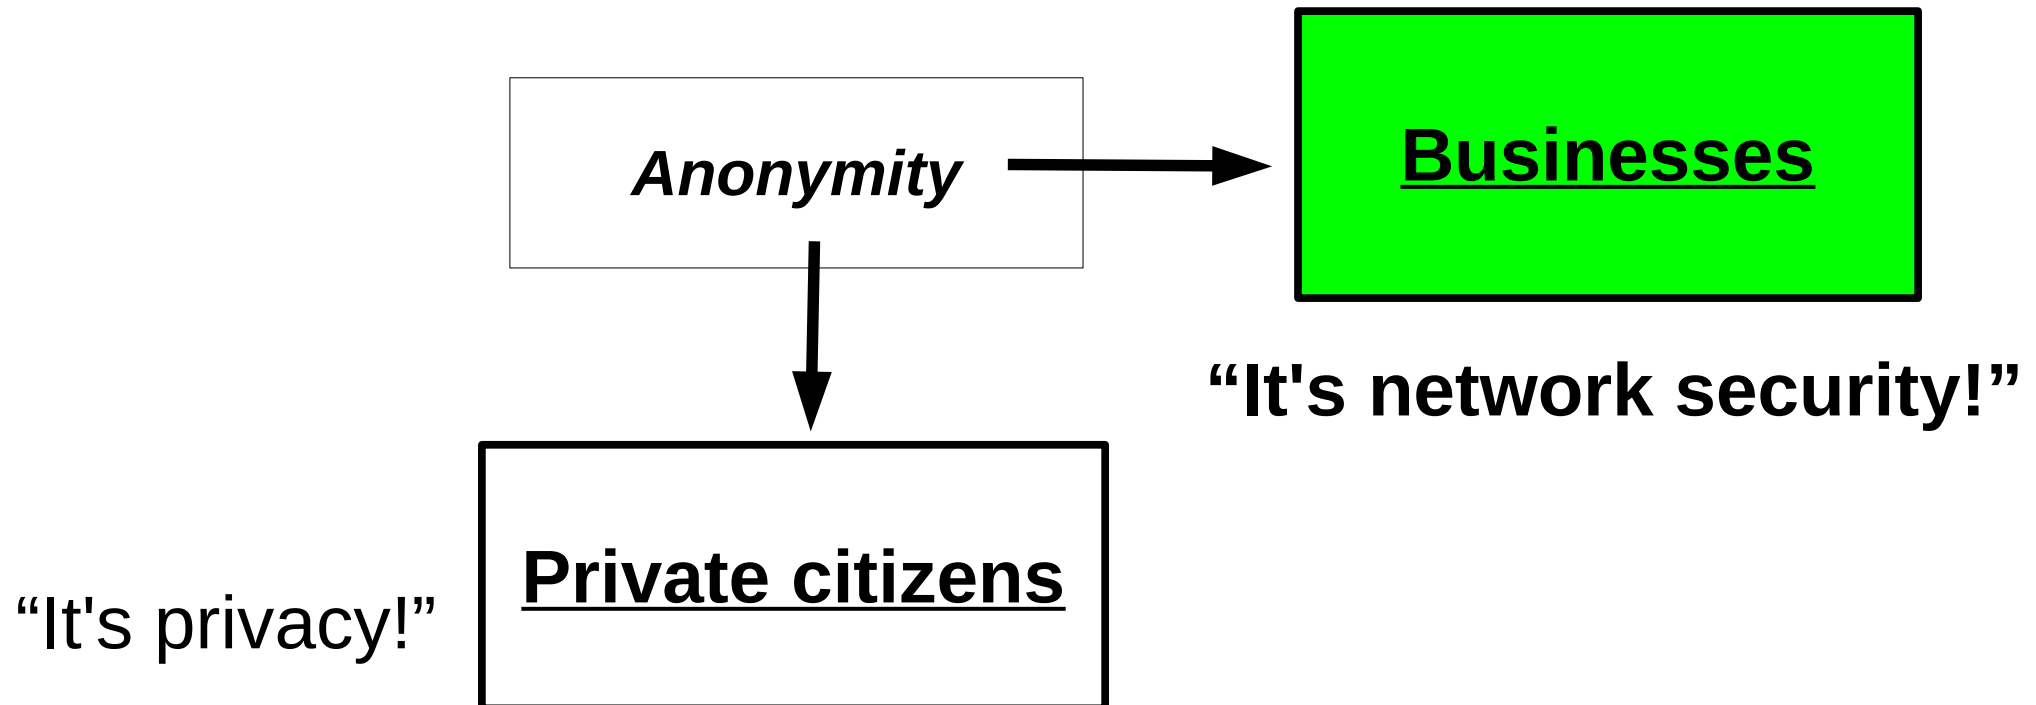 Anonymity
Businesses
“It's network security!”
Private citizens
“It's privacy!”